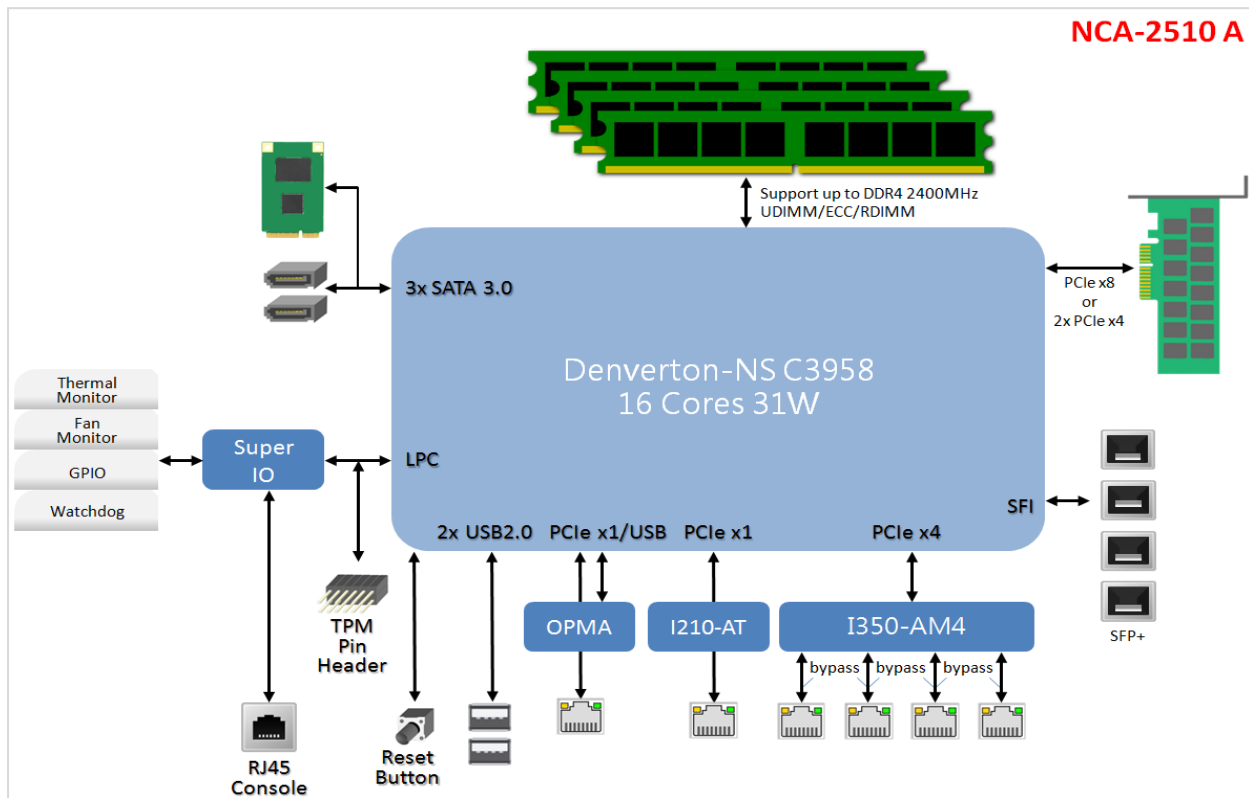 NCA-2510 A
Support up to DDR4 2400MHz
UDIMM/ECC/RDIMM
3x SATA 3.0
PCIe x8
or
2x PCIe x4
Denverton-NS C3958
16 Cores 31W
Thermal
Monitor
Fan
Monitor
GPIO
Watchdog
Super
IO
LPC
SFI
2x USB2.0
PCIe x1/USB
PCIe x1
PCIe x4
OPMA
I210-AT
I350-AM4
SFP+
TPM
Pin
Header
bypass
bypass
bypass
RJ45
Console
Reset
Button